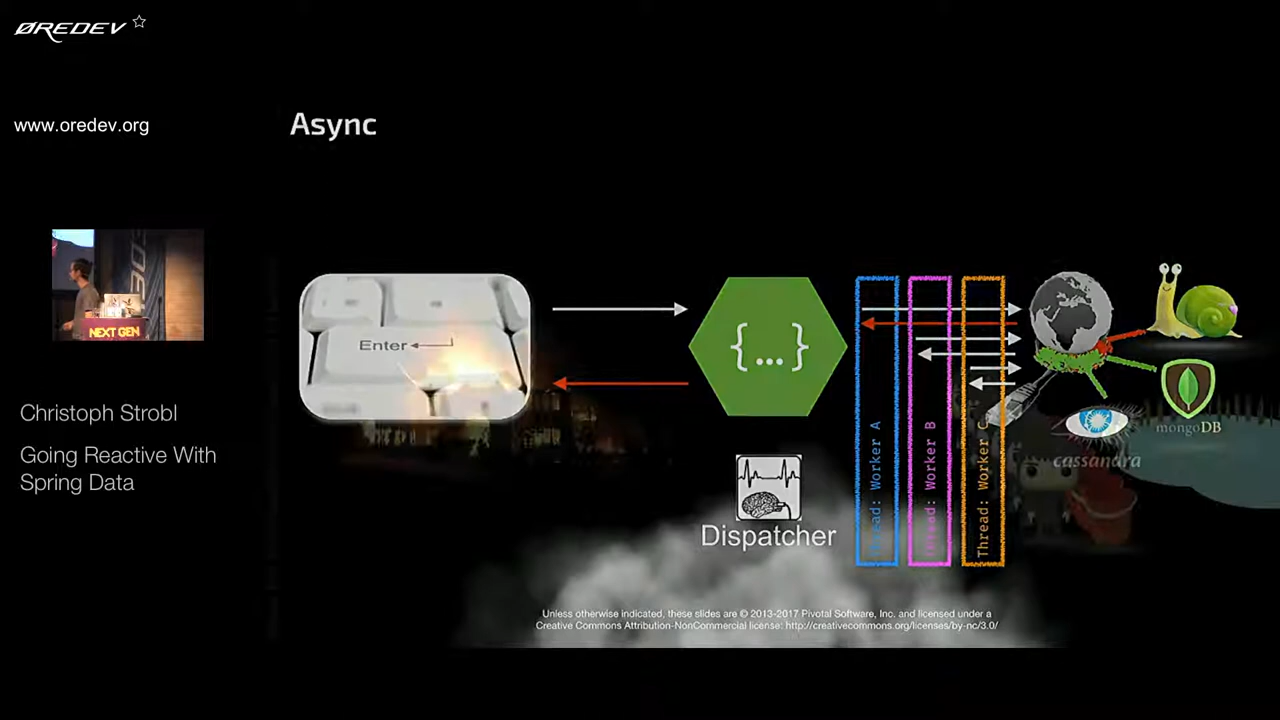 ØREDEV
www.oredev.org
Async
Enter
{...}
Thread: Worker A
Thread: Worker B
Thread: Worker C
mongoDB
cassandra
NEXT GEN
Christoph Strobl
Going Reactive With
Spring Data
Dispatcher
Unless otherwise indicated, these slides are © 2013-2017 Pivotal Software, Inc. and licensed under a
Creative Commons Attribution-NonCommercial license: http://creativecommons.org/licenses/by-nc/3.0/